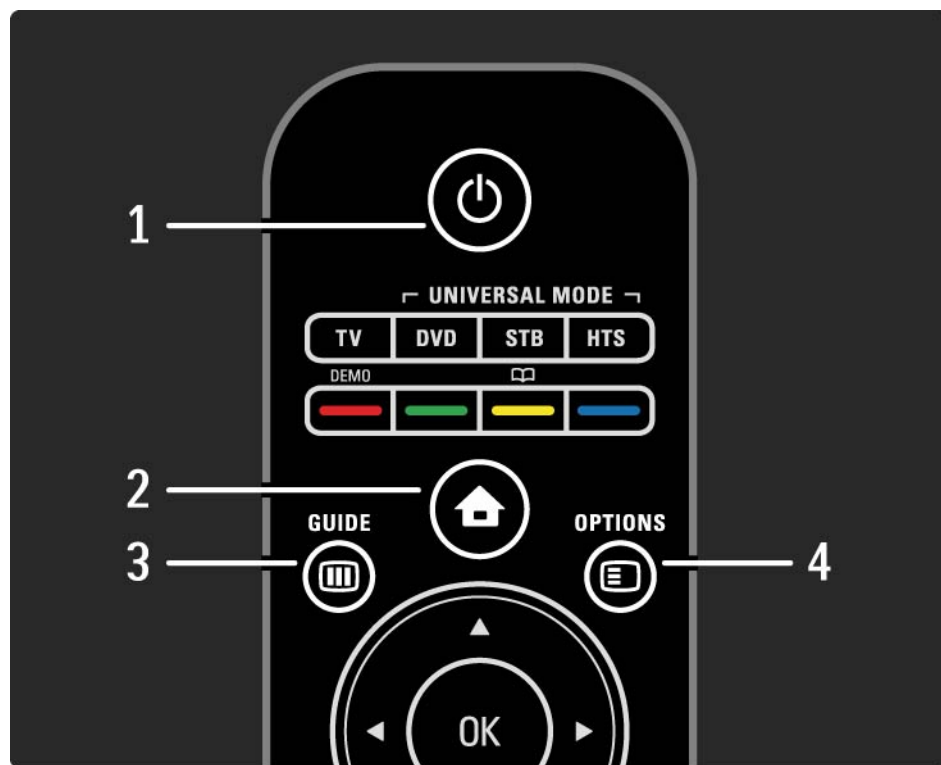 1
UNIVERSAL MODE
TV DVD STB HTS
DEMO
2
GUIDE OPTIONS
3 4
OK